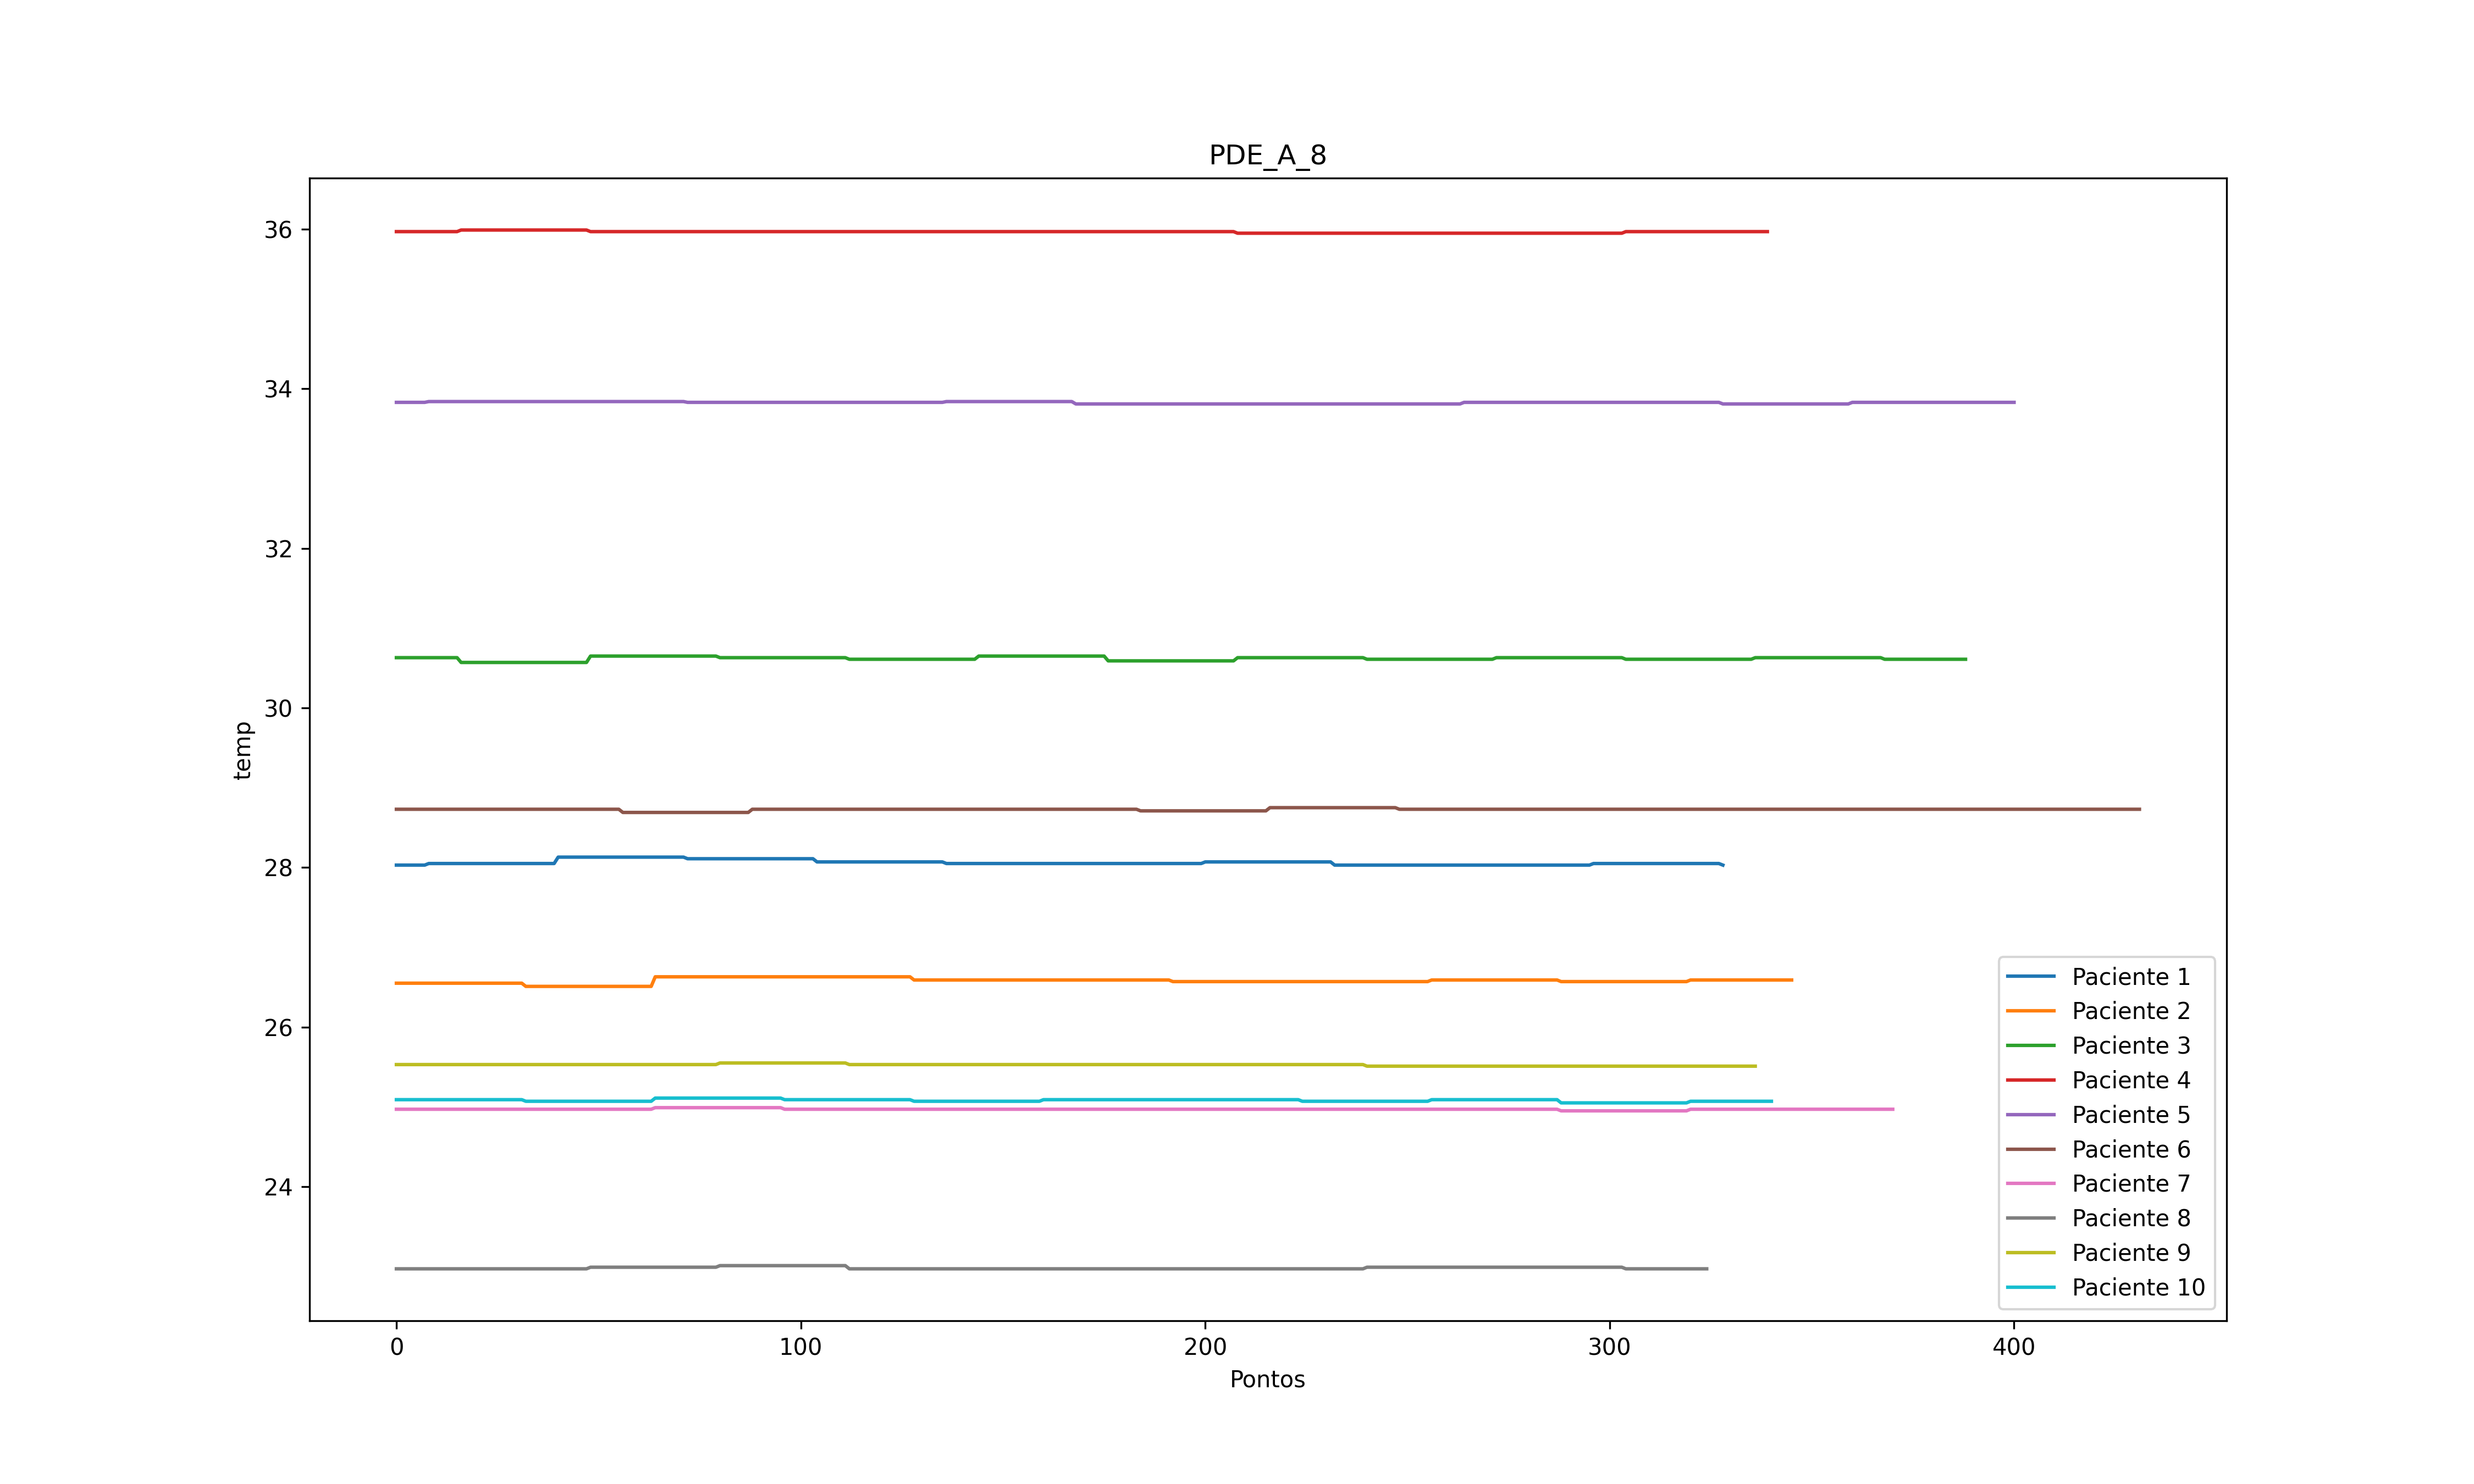 PDE_A_8
36
34
32
30
28
26
24
temp
0 100 200 300 400
Pontos
Paciente 1
Paciente 2
Paciente 3
Paciente 4
Paciente 5
Paciente 6
Paciente 7
Paciente 8
Paciente 9
Paciente 10